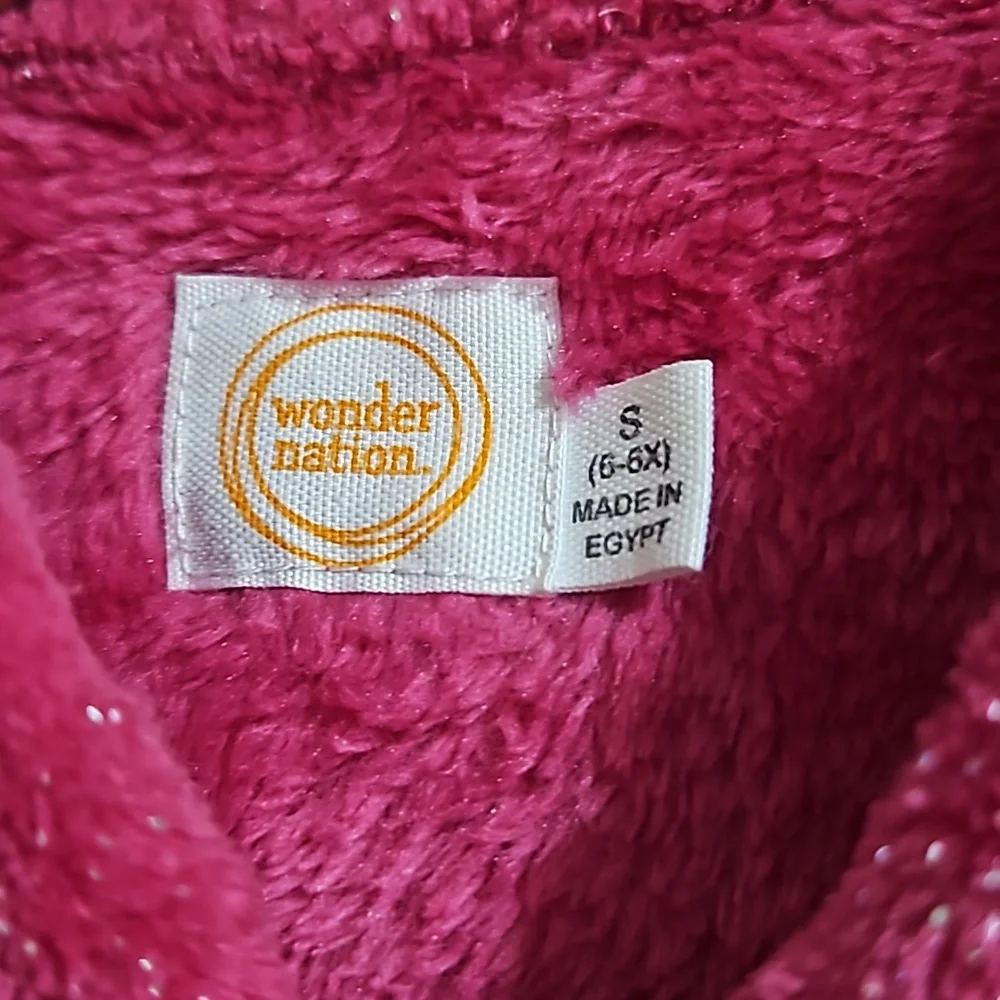 wonder
nation.
S
(6-6X)
MADE IN
EGYPT